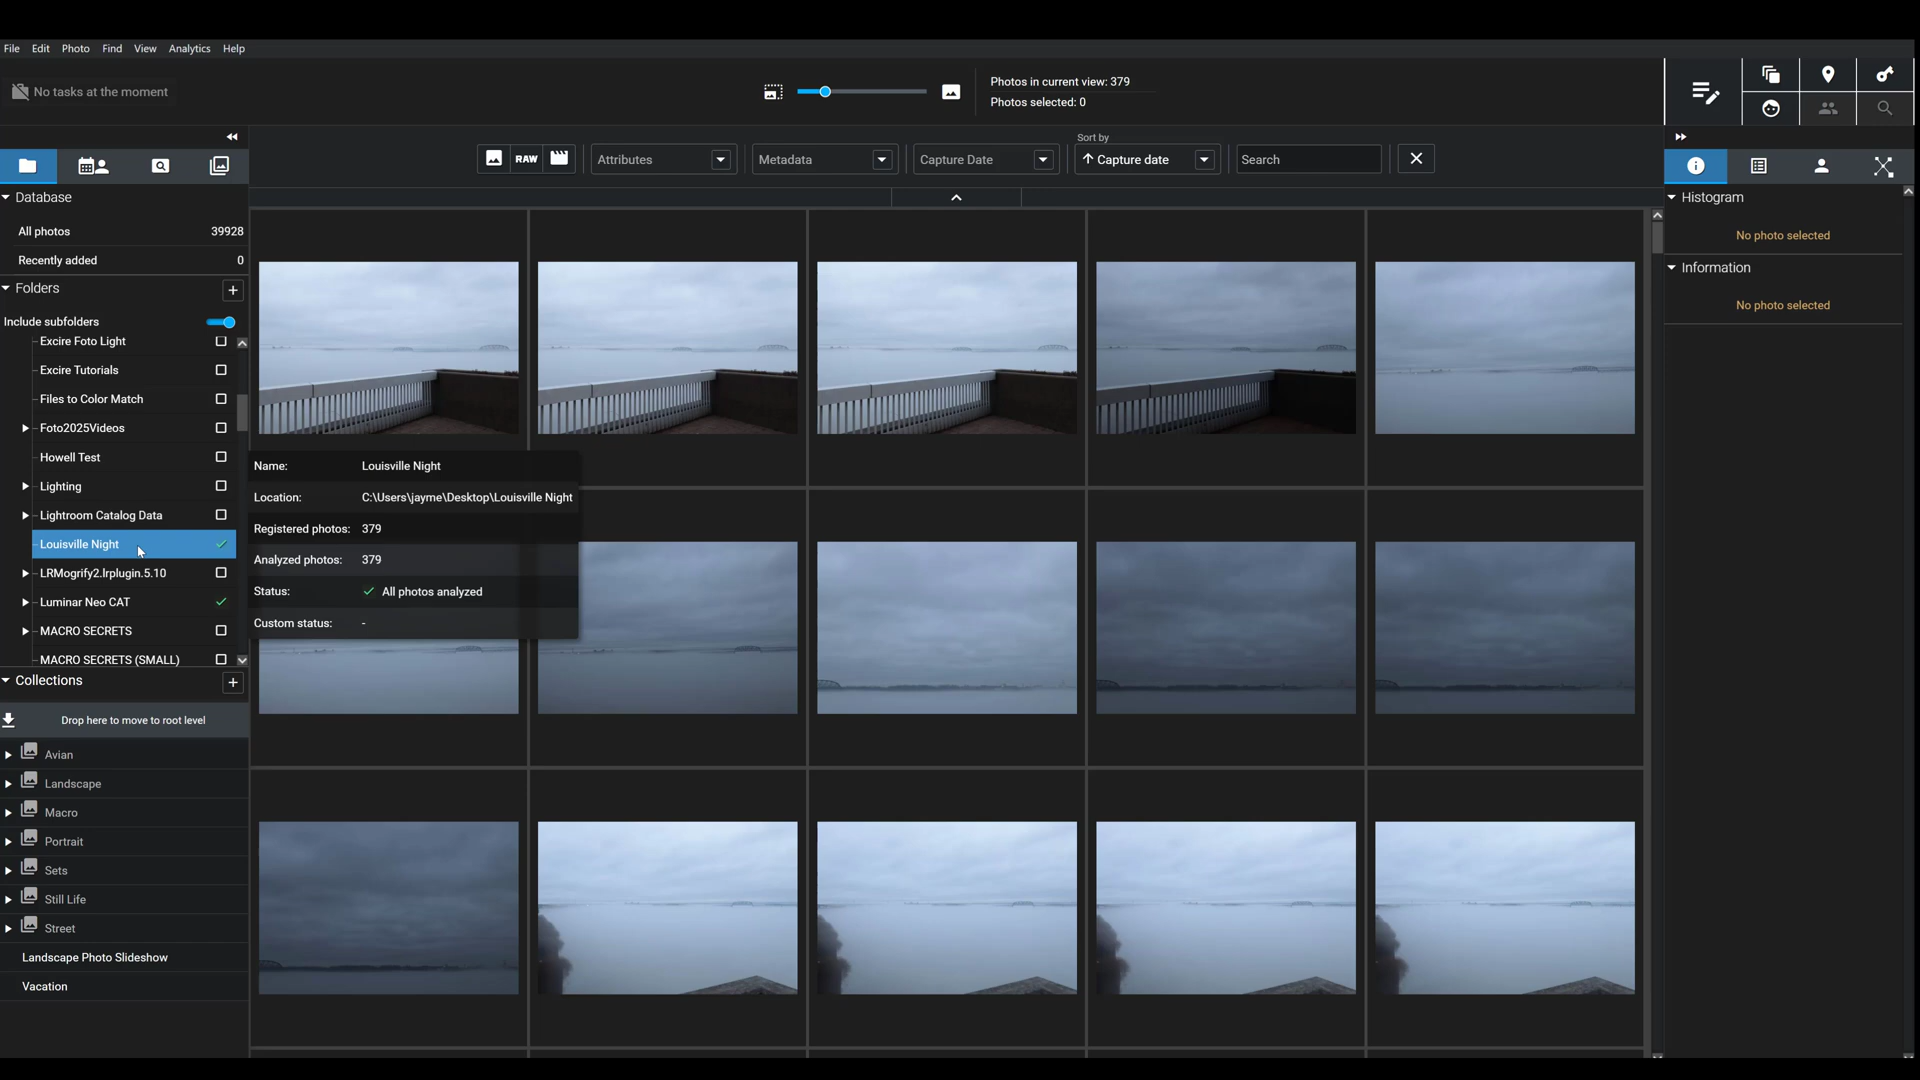 File Edit Photo Find View Analytics Help
No tasks at the moment
Photos in current view: 379
Photos selected: 0
Sort by
RAW
Attributes
Metadata
Capture Date
Capture date
Search
Database
All photos 39928
Recently added 0
Folders
+
Include subfolders
Excire Foto Light
Excire Tutorials
Files to Color Match
Foto2025Videos
Howell Test
Lighting
Lightroom Catalog Data
Louisville Night
LRMogrify2.lrplugin.5.10
Luminar Neo CAT
MACRO SECRETS
MACRO SECRETS (SMALL)
Collections
+
Drop here to move to root level
Avian
Landscape
Macro
Portrait
Sets
Still Life
Street
Landscape Photo Slideshow
Vacation
Name: Louisville Night
Location: C:\Users\jayme\Desktop\Louisville Night
Registered photos: 379
Analyzed photos: 379
Status: All photos analyzed
Custom status: -
Histogram
No photo selected
Information
No photo selected